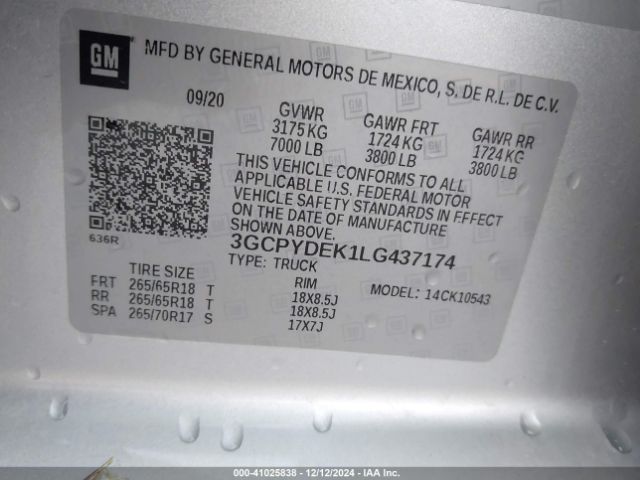 GM
MFD BY GENERAL MOTORS DE MEXICO, S. DE R.L. DE C.V.
09/20
GVWR
3175 KG
7000 LB
GAWR FRT
1724 KG
3800 LB
GAWR RR
1724 KG
3800 LB
THIS VEHICLE CONFORMS TO ALL
APPLICABLE U.S. FEDERAL MOTOR
VEHICLE SAFETY STANDARDS IN EFFECT
ON THE DATE OF MANUFACTURE
SHOWN ABOVE.
636R
3GCPYDEK1LG437174
TYPE: TRUCK
MODEL: 14CK10543
TIRE SIZE
RIM
FRT 265/65R18 T 18X8.5J
RR 265/65R18 T 18X8.5J
SPA 265/70R17 S 17X7J
000-41025838 - 12/12/2024 - IAA Inc.